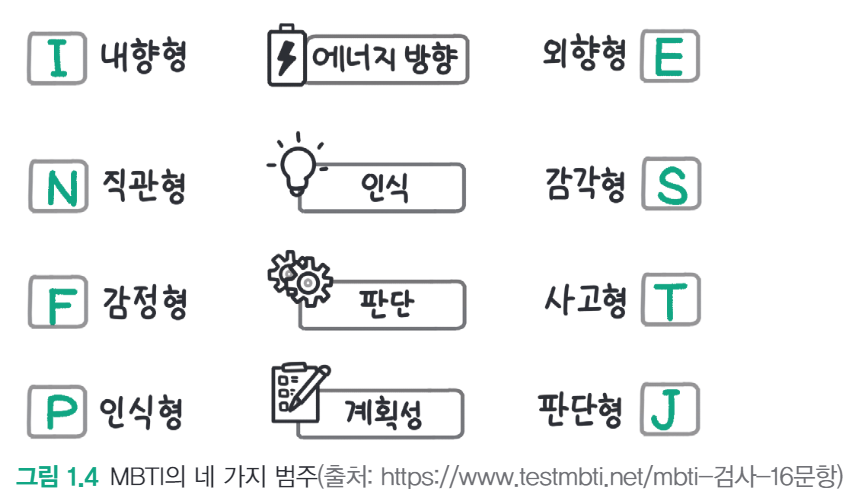 I 내향형 에너지 방향 외향형 E
N 직관형 인식 감각형 S
F 감정형 판단 사고형 T
P 인식형 계획성 판단형 J
그림 1.4 MBTI의 네 가지 범주(출처: https://www.testmbti.net/mbti-검사-16문항)